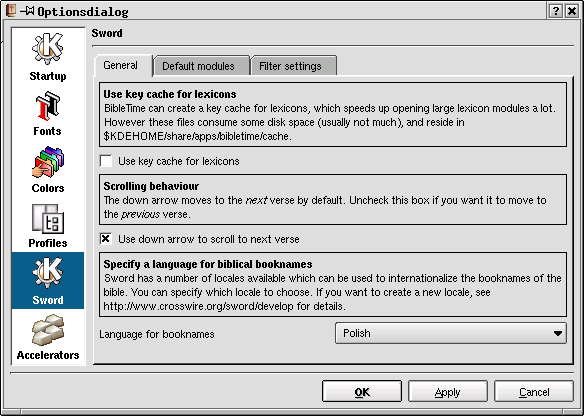 Optionsdialog
Startup
Fonts
Colors
Profiles
Sword
Accelerators
Sword
General Default modules Filter settings
Use key cache for lexicons
BibleTime can create a key cache for lexicons, which speeds up opening large lexicon modules a lot.
However these files consume some disk space (usually not much), and reside in
$KDEHOME/share/apps/bibletime/cache.
Use key cache for lexicons
Scrolling behaviour
The down arrow moves to the next verse by default. Uncheck this box if you want it to move to
the previous verse.
Use down arrow to scroll to next verse
Specify a language for biblical booknames
Sword has a number of locales available which can be used to internationalize the booknames of the
bible. You can specify which locale to choose. If you want to create a new locale, see
http://www.crosswire.org/sword/develop for details.
Language for booknames Polish
OK Apply Cancel